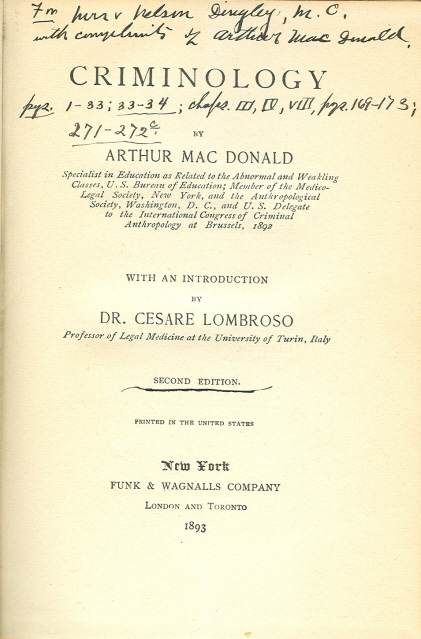 For Hon. Nelson Dingley, M. C.
with compliments of Arthur Mac Donald.
CRIMINOLOGY
pp. 1-33; 33-34; chaps. III, IV, VIII, pp. 169-173;
271-272
BY
ARTHUR MAC DONALD
Specialist in Education as Related to the Abnormal and Weakling
Classes, U. S. Bureau of Education; Member of the Medico-
Legal Society, New York, and the Anthropological
Society, Washington, D. C., and U. S. Delegate
to the International Congress of Criminal
Anthropology at Brussels, 1892
WITH AN INTRODUCTION
BY
DR. CESARE LOMBROSO
Professor of Legal Medicine at the University of Turin, Italy
SECOND EDITION.
PRINTED IN THE UNITED STATES
New York
FUNK & WAGNALLS COMPANY
LONDON AND TORONTO
1893